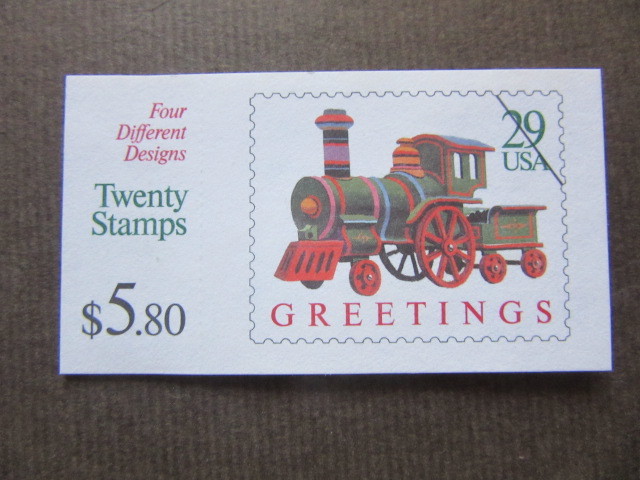 Four
Different
Designs
Twenty
Stamps
$5.80
29
USA
GREETINGS